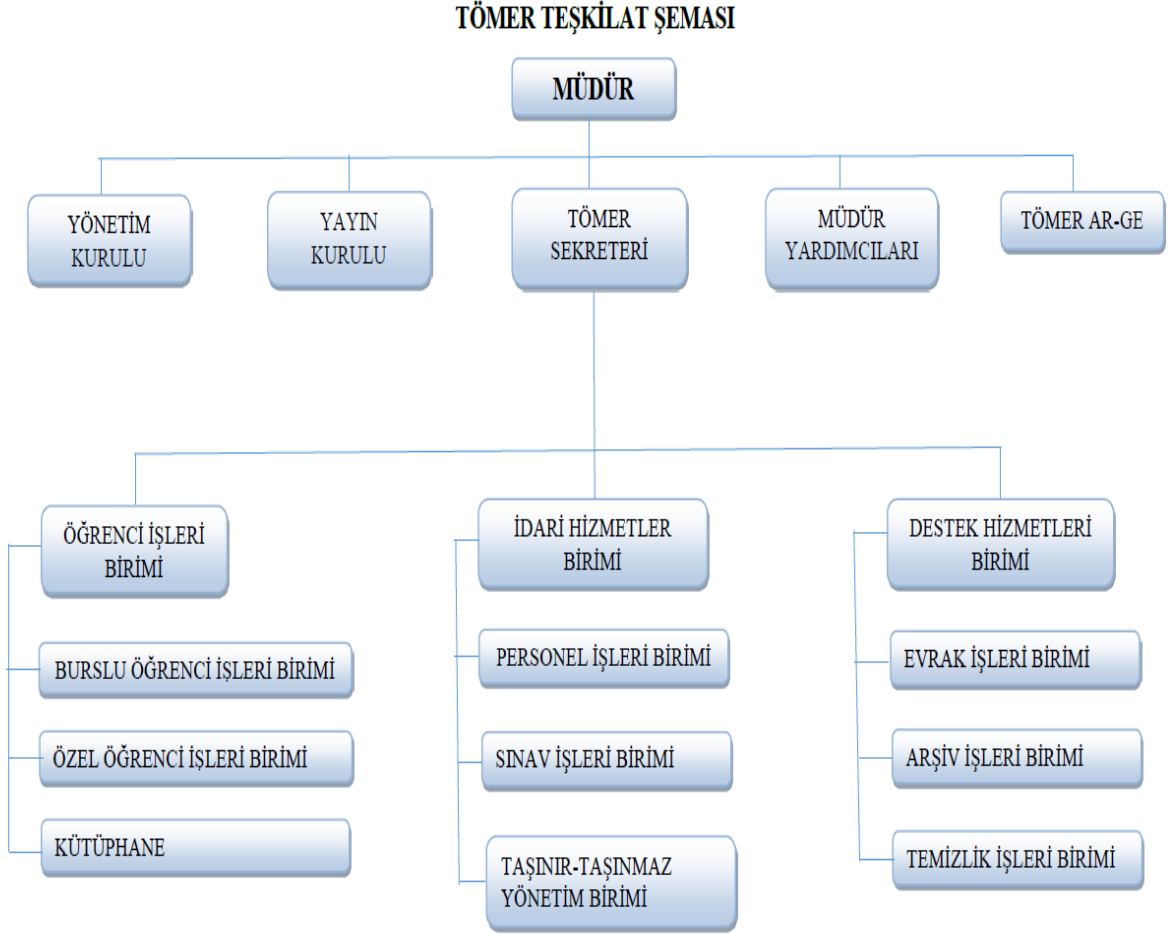 TÖMER TEŞKİLAT ŞEMASI
MÜDÜR
YÖNETİM
KURULU
YAYIN
KURULU
TÖMER
SEKRETERİ
MÜDÜR
YARDIMCILARI
TÖMER AR-GE
ÖĞRENCİ İŞLERİ
BİRİMİ
BURSLU ÖĞRENCİ İŞLERİ BİRİMİ
ÖZEL ÖĞRENCİ İŞLERİ BİRİMİ
KÜTÜPHANE
İDARİ HİZMETLER
BİRİMİ
PERSONEL İŞLERİ BİRİMİ
SINAV İŞLERİ BİRİMİ
TAŞINIR-TAŞINMAZ
YÖNETİM BİRİMİ
DESTEK HİZMETLERİ
BİRİMİ
EVRAK İŞLERİ BİRİMİ
ARŞİV İŞLERİ BİRİMİ
TEMİZLİK İŞLERİ BİRİMİ